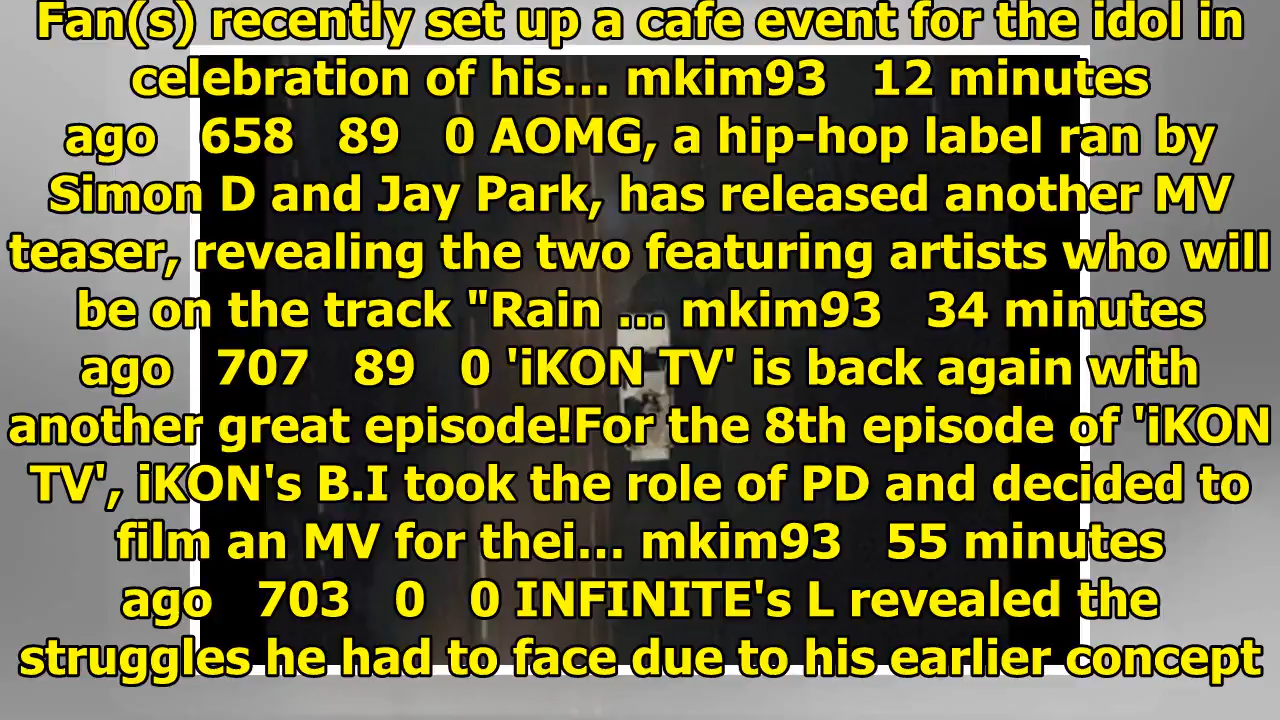 Fan(s) recently set up a cafe event for the idol in
celebration of his... mkim93 12 minutes
ago 658 89 0 AOMG, a hip-hop label ran by
Simon D and Jay Park, has released another MV
teaser, revealing the two featuring artists who will
be on the track "Rain ... mkim93 34 minutes
ago 707 89 0 'iKON TV' is back again with
another great episode!For the 8th episode of 'iKON
TV', iKON's B.I took the role of PD and decided to
film an MV for thei... mkim93 55 minutes
ago 703 0 0 INFINITE's L revealed the
struggles he had to face due to his earlier concept